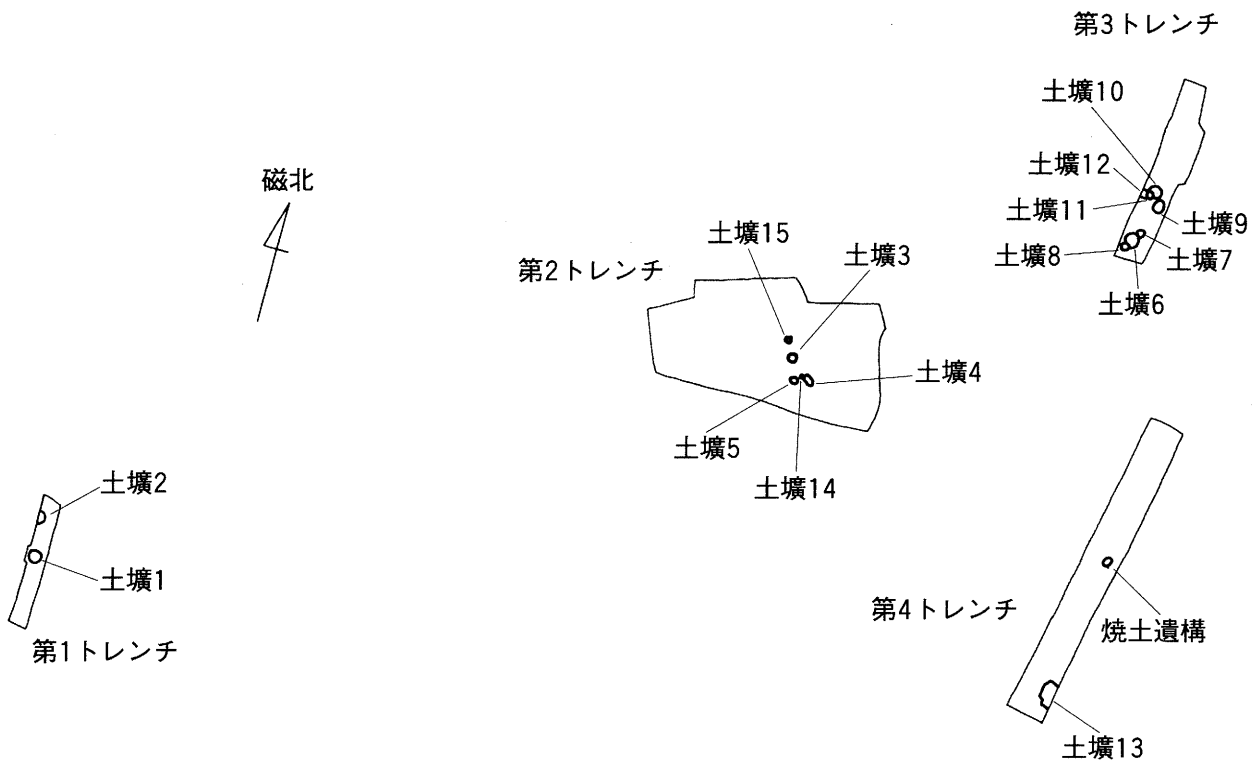 第3トレンチ
土壙10
土壙12
土壙11
土壙9
土壙8
土壙7
土壙6
磁北
土壙15
土壙3
第2トレンチ
土壙4
土壙5
土壙14
土壙2
土壙1
第1トレンチ
第4トレンチ
焼土遺構
土壙13